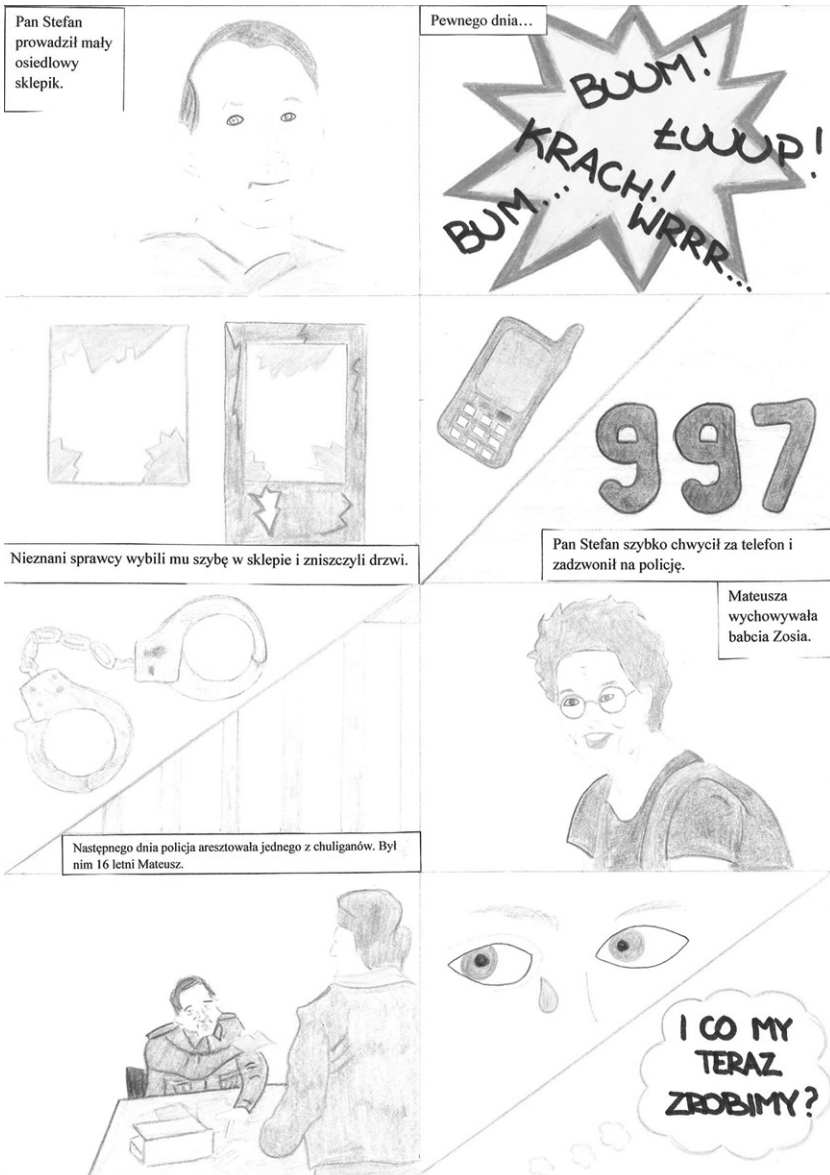 Pan Stefan
prowadził mały
osiedlowy
sklepik.
Pewnego dnia…
BUUM!
ŁUUUP!
KRACH!
BUM...
WRRR...
Nieznani sprawcy wybili mu szybę w sklepie i zniszczyli drzwi.
997
Pan Stefan szybko chwycił za telefon i
zadzwonił na policję.
Następnego dnia policja aresztowała jednego z chuliganów. Był
nim 16 letni Mateusz.
Mateusza
wychowywała
babcia Zosia.
I CO MY
TERAZ
ZROBIMY?